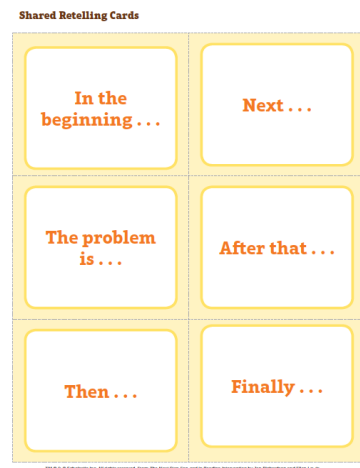 Shared Retelling Cards
In the
beginning . . .
Next . . .
The problem
is . . .
After that . . .
Then . . .
Finally . . .